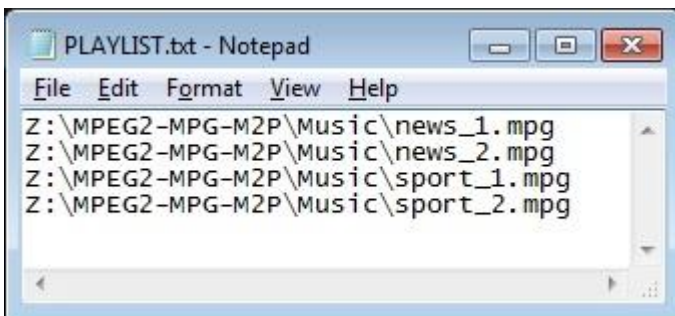 PLAYLIST.txt - Notepad
File Edit Format View Help
Z:\MPEG2-MPG-M2P\Music\news_1.mpg
Z:\MPEG2-MPG-M2P\Music\news_2.mpg
Z:\MPEG2-MPG-M2P\Music\sport_1.mpg
Z:\MPEG2-MPG-M2P\Music\sport_2.mpg